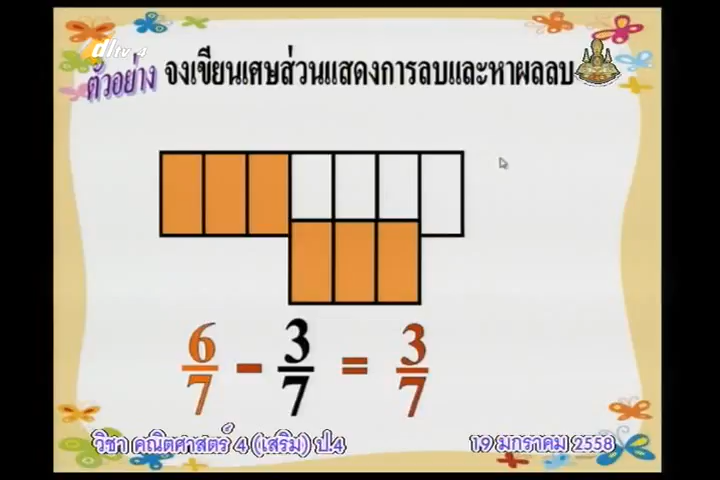 dltv 4
ตัวอย่าง จงเขียนเศษส่วนแสดงการลบและหาผลลบ
6/7 - 3/7 = 3/7
วิชา คณิตศาสตร์ 4 (เสริม) ป.4 19 มกราคม 2558